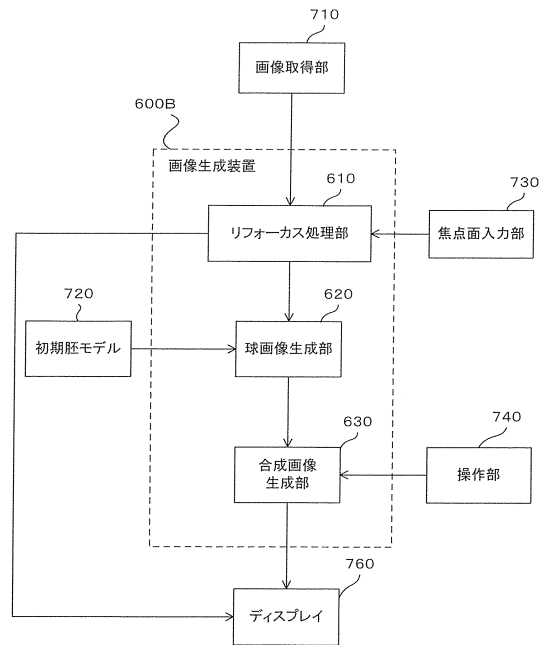 710
画像取得部
600B
画像生成装置
610
リフォーカス処理部
730
焦点面入力部
720
初期胚モデル
620
球画像生成部
630
合成画像
生成部
740
操作部
760
ディスプレイ